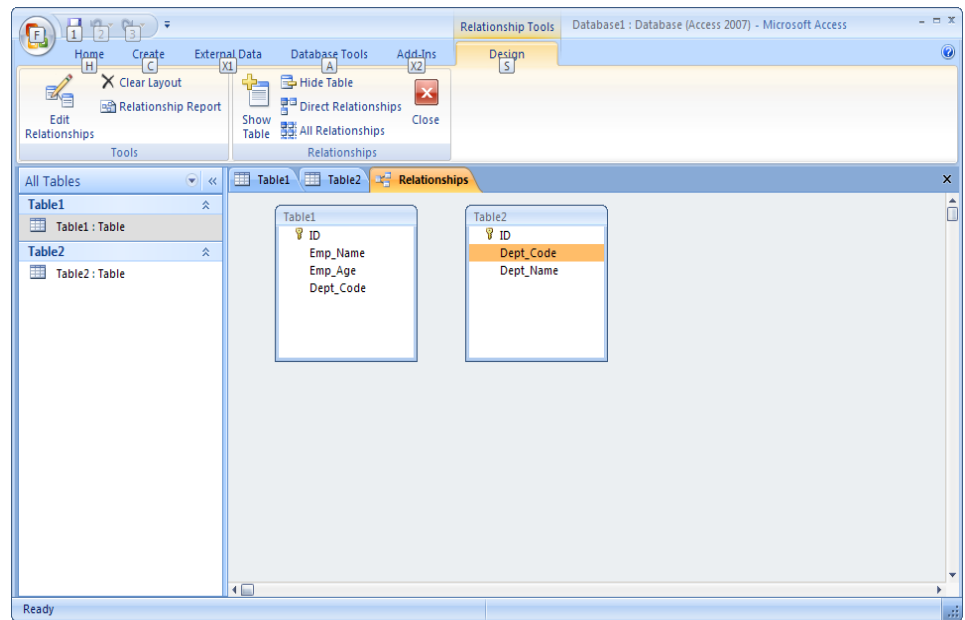 Relationship Tools Database1 : Database (Access 2007) - Microsoft Access
F 1 2 3
Home Create External Data Database Tools Add-Ins Design
H C X1 A X2 S
Edit Relationships
Clear Layout
Relationship Report
Tools
Show Table
Hide Table
Direct Relationships
All Relationships
Close
Relationships
All Tables
Table1
Table1 : Table
Table2
Table2 : Table
Table1 Table2 Relationships
Table1
ID
Emp_Name
Emp_Age
Dept_Code
Table2
ID
Dept_Code
Dept_Name
Ready